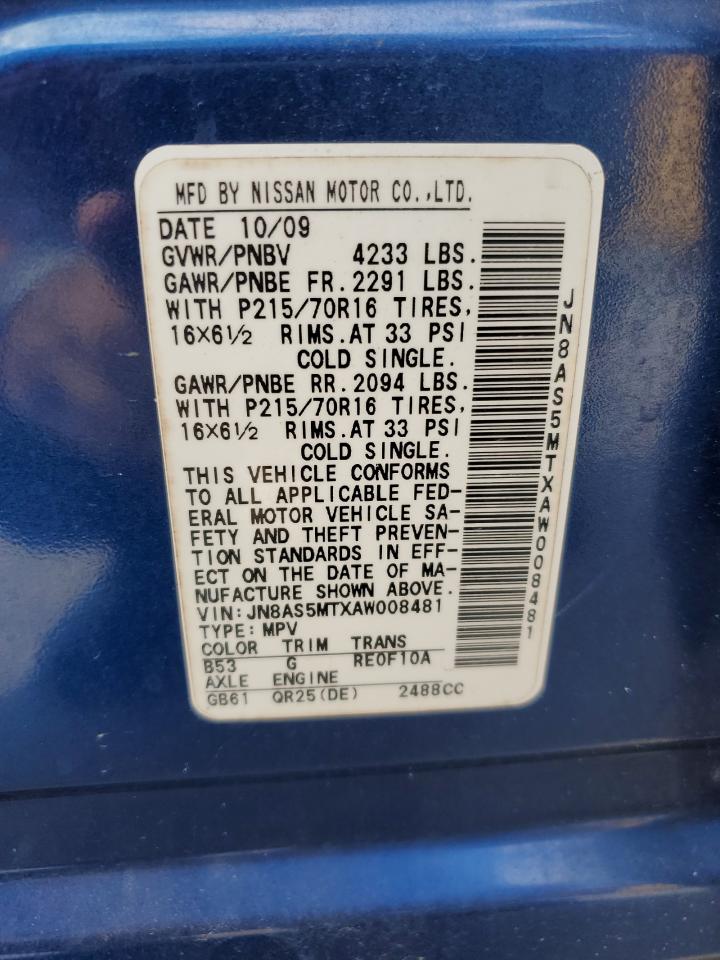 MFD BY NISSAN MOTOR CO.,LTD.
DATE 10/09
GVWR/PNBV 4233 LBS.
GAWR/PNBE FR.2291 LBS.
WITH P215/70R16 TIRES,
16X6½ RIMS.AT 33 PSI
COLD SINGLE.
GAWR/PNBE RR.2094 LBS.
WITH P215/70R16 TIRES,
16X6½ RIMS.AT 33 PSI
COLD SINGLE.
THIS VEHICLE CONFORMS
TO ALL APPLICABLE FED-
ERAL MOTOR VEHICLE SA-
FETY AND THEFT PREVEN-
TION STANDARDS IN EFF-
ECT ON THE DATE OF MA-
NUFACTURE SHOWN ABOVE.
VIN:JN8AS5MTXAW008481
TYPE:MPV
COLOR TRIM TRANS
B53 G RE0F10A
AXLE ENGINE
GB61 QR25(DE) 2488CC
JN8AS5MTXAW008481